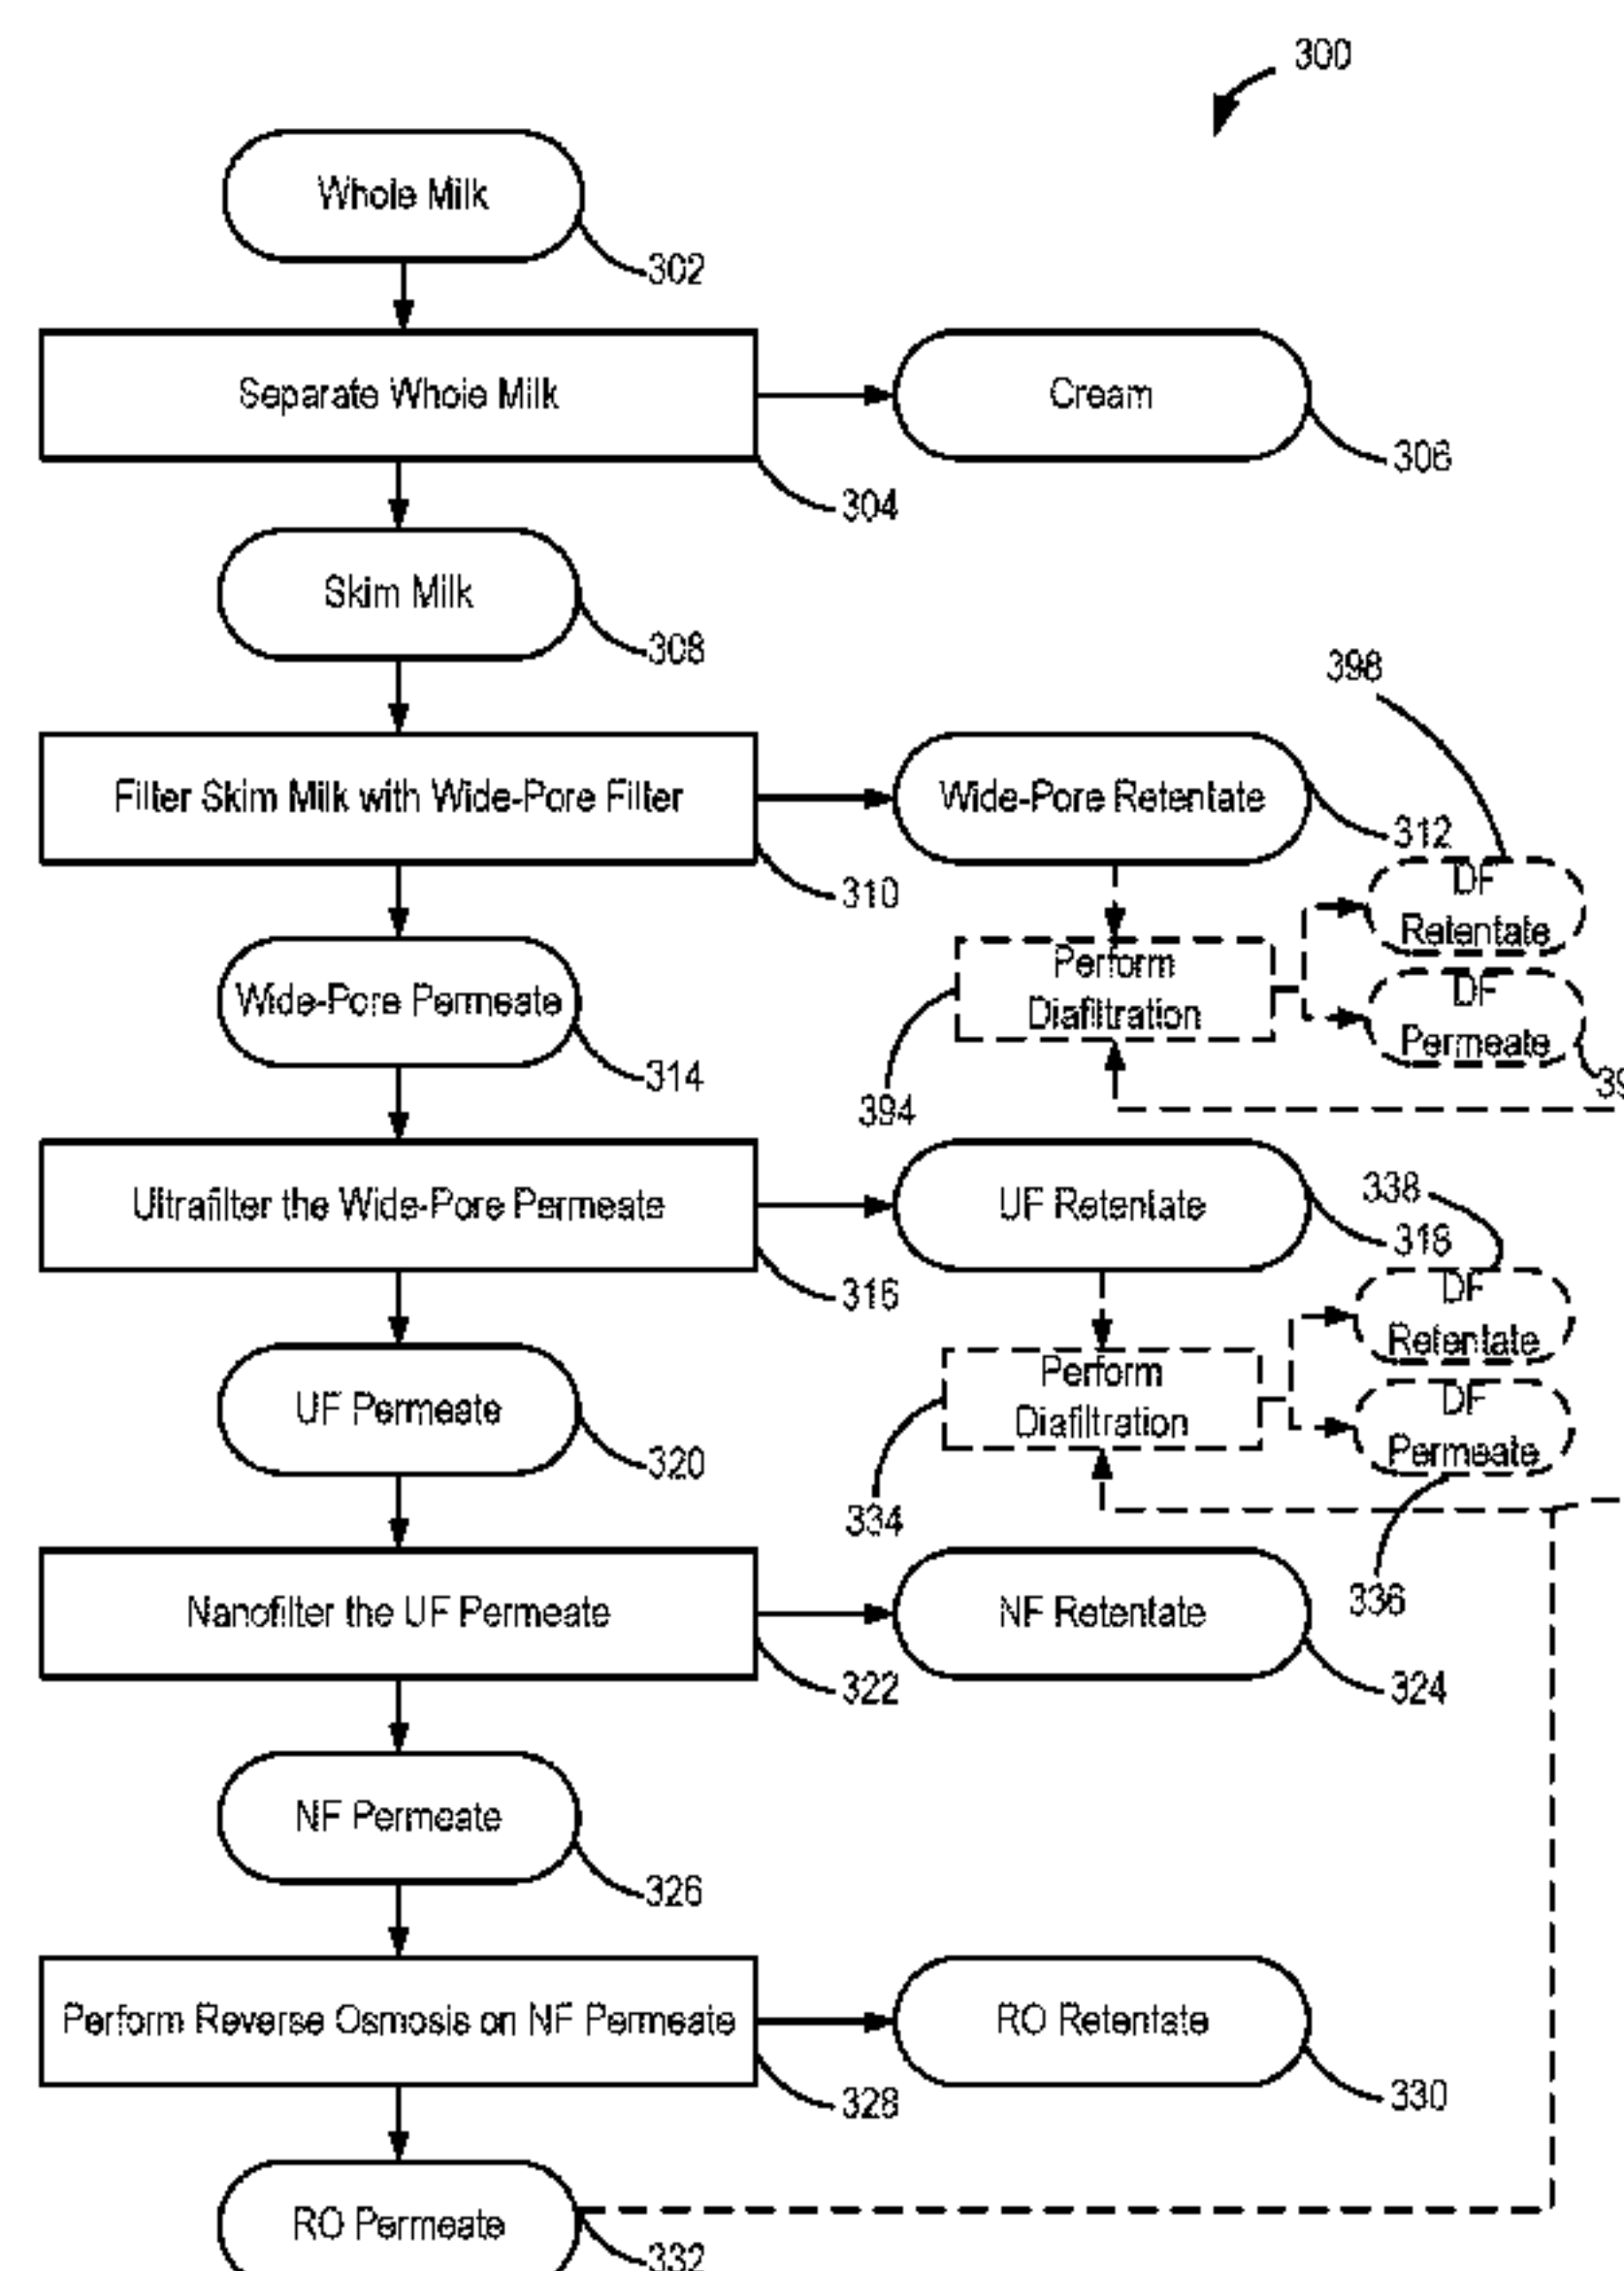 300
Whole Milk
302
Separate Whole Milk
Cream
304
306
Skim Milk
308
398
Filter Skim Milk with Wide-Pore Filter
Wide-Pore Retentate
310
312
DF
Retentate
Perform
Diafiltration
DF
Permeate
394
Wide-Pore Permeate
314
Ultrafilter the Wide-Pore Permeate
UF Retentate
338
316
318
DF
Retentate
Perform
Diafiltration
DF
Permeate
334
336
UF Permeate
320
Nanofilter the UF Permeate
NF Retentate
322
324
NF Permeate
326
Perform Reverse Osmosis on NF Permeate
RO Retentate
328
330
RO Permeate
332